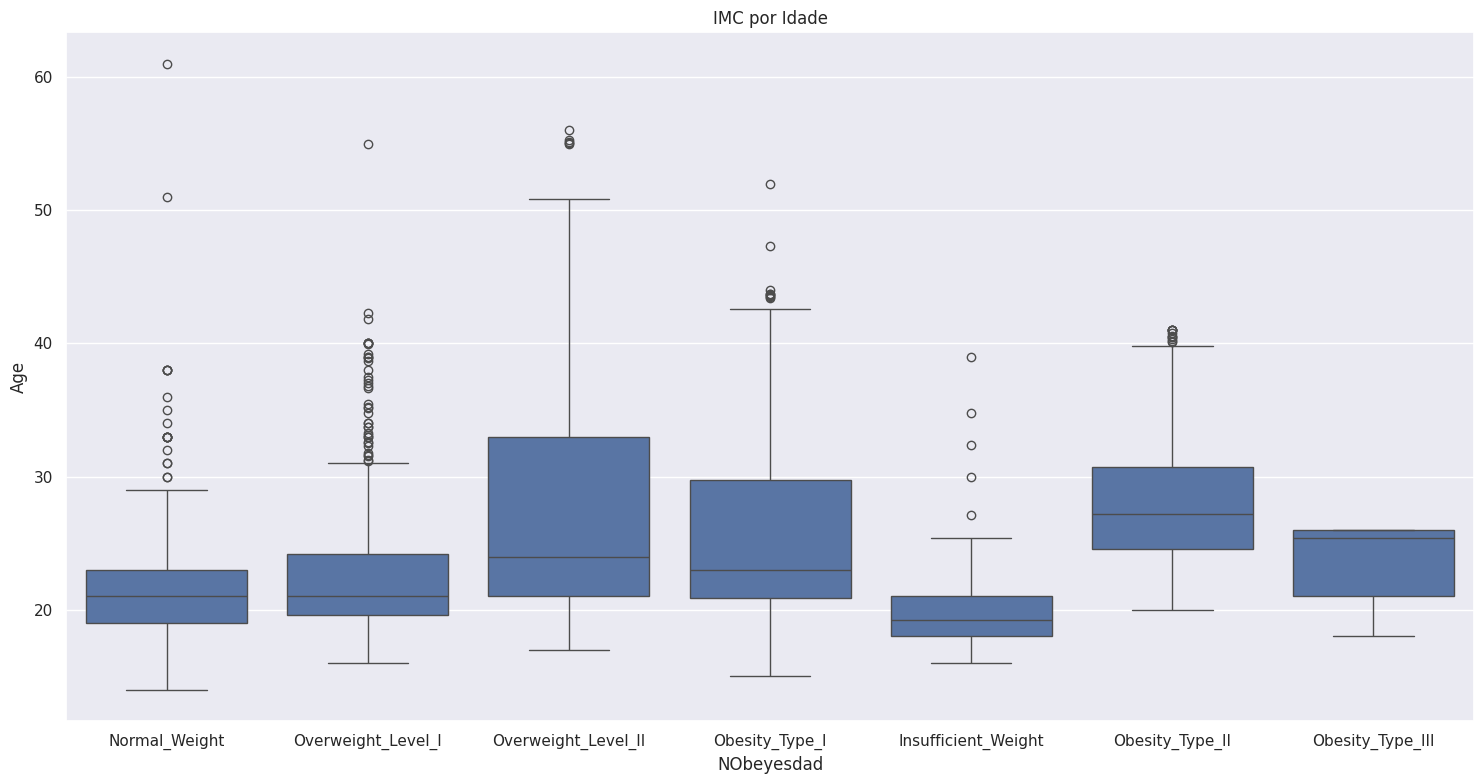 IMC por Idade
60
50
40
30
20
Age
Normal_Weight
Overweight_Level_I
Overweight_Level_II
Obesity_Type_I
Insufficient_Weight
Obesity_Type_II
Obesity_Type_III
NObeyesdad